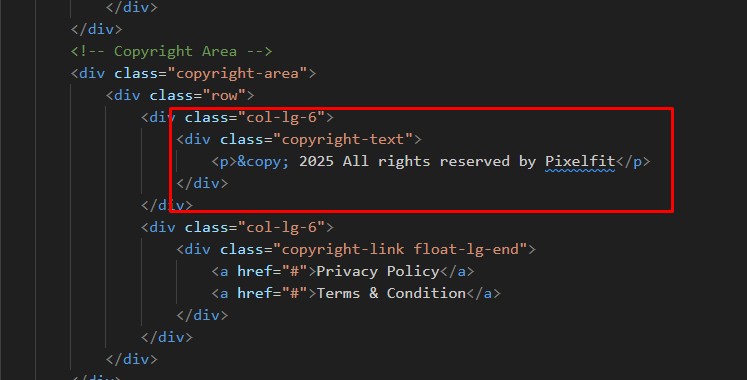 </div>
</div>
<!-- Copyright Area -->
<div class="copyright-area">
<div class="row">
<div class="col-lg-6">
<div class="copyright-text">
<p>&copy; 2025 All rights reserved by Pixelfit</p>
</div>
</div>
<div class="col-lg-6">
<div class="copyright-link float-lg-end">
<a href="#">Privacy Policy</a>
<a href="#">Terms & Condition</a>
</div>
</div>
</div>
</div>